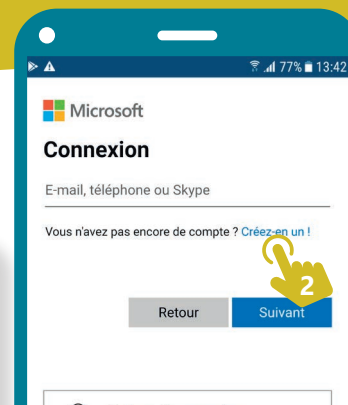 77% 13:42
Microsoft
Connexion
E-mail, téléphone ou Skype
Vous n'avez pas encore de compte ? Créez-en un !
2
Retour Suivant